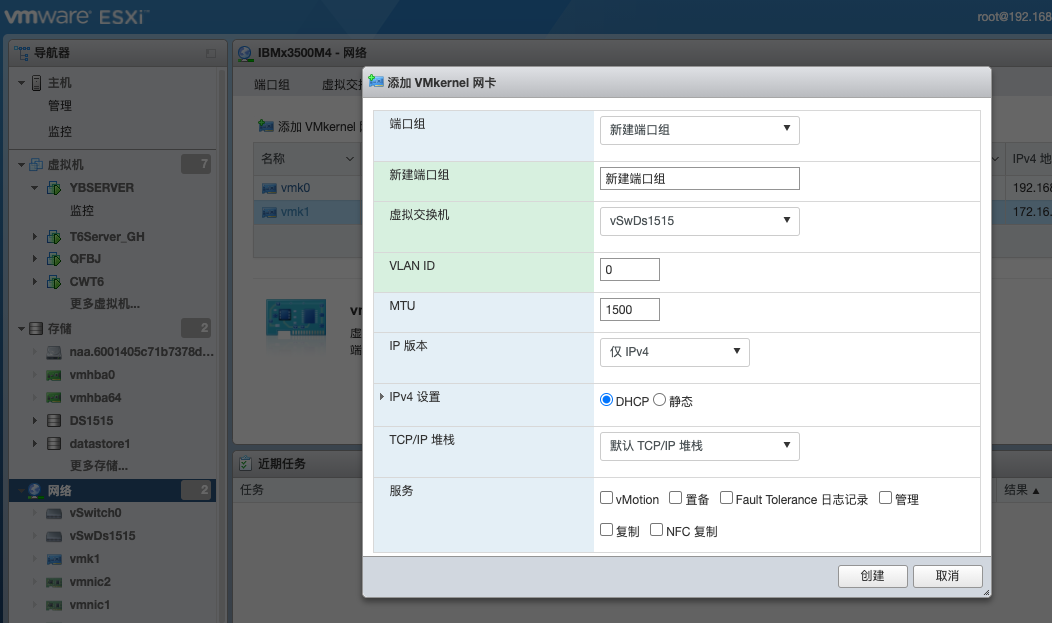 vmware ESXi™
root@192.168
导航器
主机
管理
监控
虚拟机 7
YBSERVER
监控
T6Server_GH
QFBJ
CWT6
更多虚拟机...
存储 2
naa.6001405c71b7378d...
vmhba0
vmhba64
DS1515
datastore1
更多存储...
网络 2
vSwitch0
vSwDs1515
vmk1
vmnic2
vmnic1
IBMx3500M4 - 网络
端口组 虚拟交
添加 VMkernel
名称 IPv4 地
vmk0 192.168
vmk1 172.16.
近期任务
任务 结果 ▲
添加 VMkernel 网卡
端口组 新建端口组
新建端口组 新建端口组
虚拟交换机 vSwDs1515
VLAN ID 0
MTU 1500
IP 版本 仅 IPv4
IPv4 设置 DHCP 静态
TCP/IP 堆栈 默认 TCP/IP 堆栈
服务 vMotion 置备 Fault Tolerance 日志记录 管理
复制 NFC 复制
创建 取消